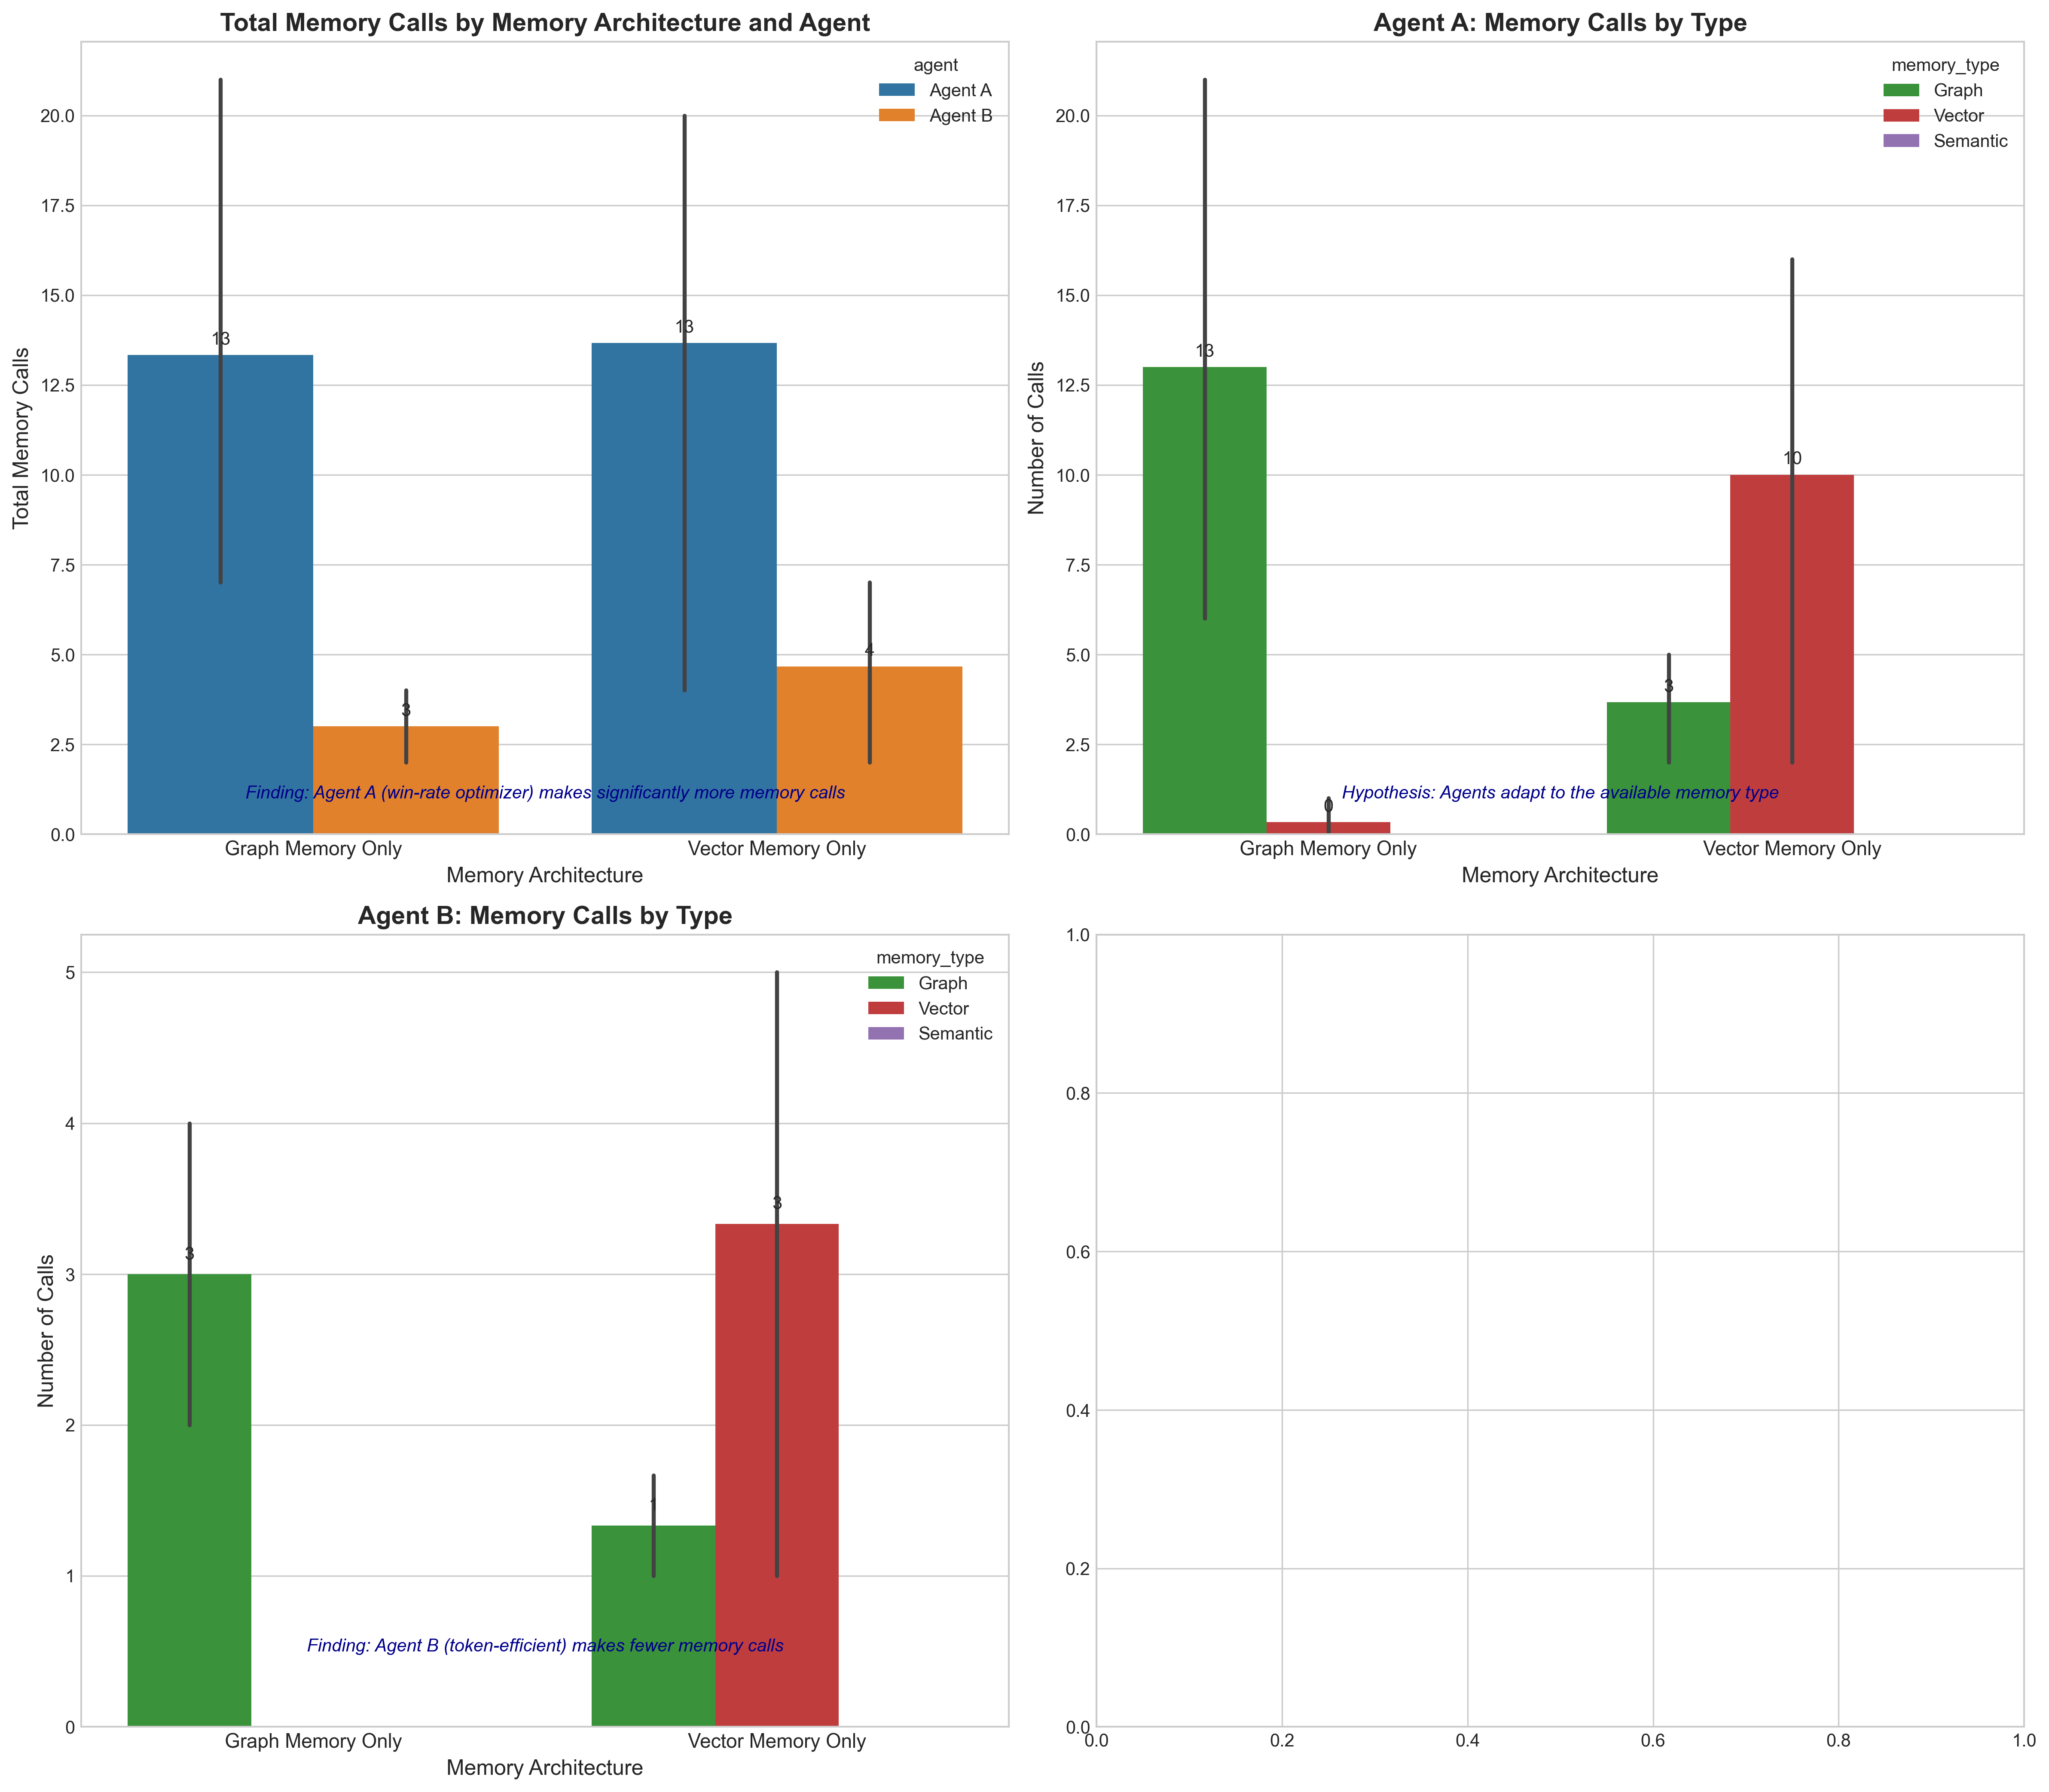 Total Memory Calls by Memory Architecture and Agent
agent
Agent A
Agent B
20.0
17.5
15.0
12.5
10.0
7.5
5.0
2.5
0.0
Total Memory Calls
13
3
13
4
Finding: Agent A (win-rate optimizer) makes significantly more memory calls
Graph Memory Only
Vector Memory Only
Memory Architecture
Agent A: Memory Calls by Type
memory_type
Graph
Vector
Semantic
20.0
17.5
15.0
12.5
10.0
7.5
5.0
2.5
0.0
Number of Calls
13
0
3
10
Hypothesis: Agents adapt to the available memory type
Graph Memory Only
Vector Memory Only
Memory Architecture
Agent B: Memory Calls by Type
memory_type
Graph
Vector
Semantic
5
4
3
2
1
0
Number of Calls
3
1
3
Finding: Agent B (token-efficient) makes fewer memory calls
Graph Memory Only
Vector Memory Only
Memory Architecture
1.0
0.8
0.6
0.4
0.2
0.0
0.0
0.2
0.4
0.6
0.8
1.0